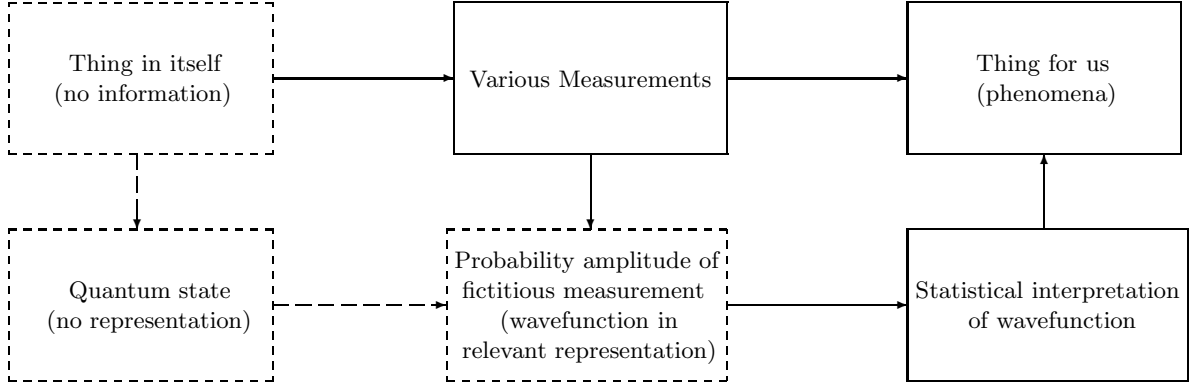 Thing in itself
(no information)
Various Measurements
Thing for us
(phenomena)
Quantum state
(no representation)
Probability amplitude of
fictitious measurement
(wavefunction in
relevant representation)
Statistical interpretation
of wavefunction